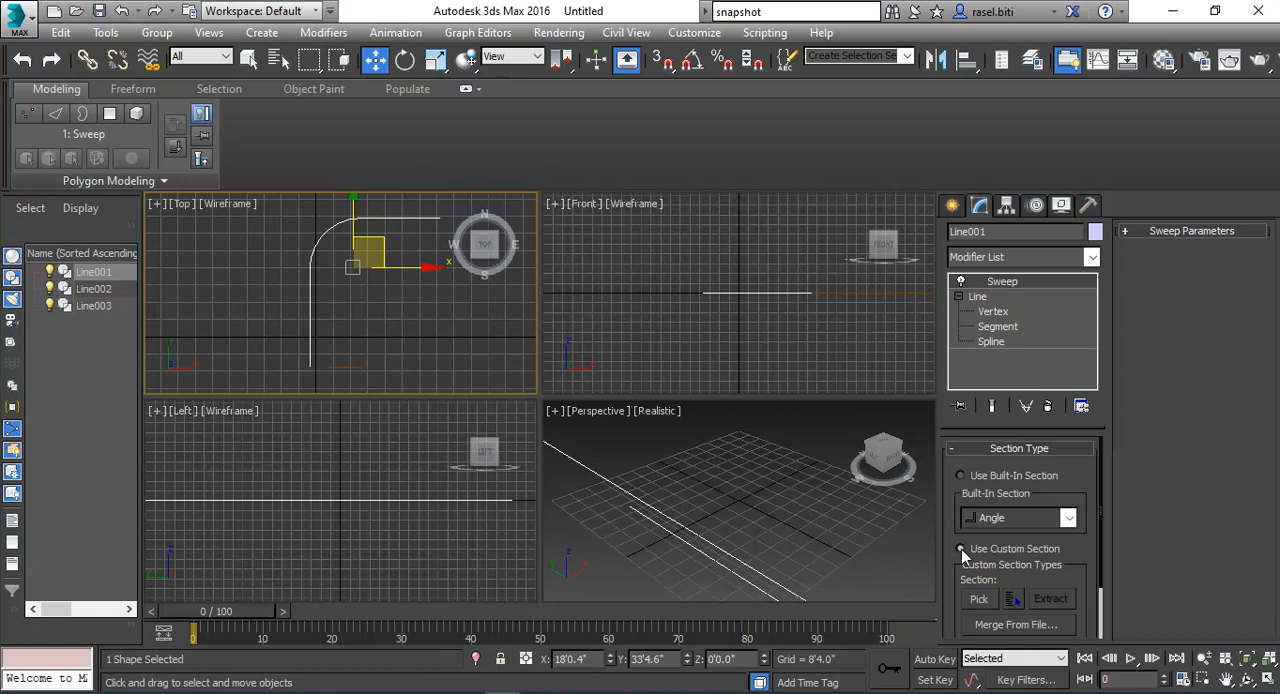 Workspace: Default
Autodesk 3ds Max 2016 Untitled
snapshot
rasel.biti
MAX
Edit Tools Group Views Create Modifiers Animation Graph Editors Rendering Civil View Customize Scripting Help
All
View
Create Selection Se
Modeling Freeform Selection Object Paint Populate
1: Sweep
Polygon Modeling
Select Display
Name (Sorted Ascending
Line001
Line002
Line003
[+] [Top] [Wireframe]
N
W TOP E
S
x
y
x
z
[+] [Front] [Wireframe]
FRONT
z
x
[+] [Left] [Wireframe]
LEFT
z
y
[+] [Perspective] [Realistic]
z
Line001
Modifier List
Sweep
Line
Vertex
Segment
Spline
Section Type
Use Built-In Section
Built-In Section
Angle
Use Custom Section
Custom Section Types
Section:
Pick Extract
Merge From File...
+ Sweep Parameters
< 0 / 100 >
0 10 20 30 40 50 60 70 80 90 100
Welcome to M
1 Shape Selected
X: 18'0.4" Y: 33'4.6" Z: 0'0.0" Grid = 8'4.0"
Click and drag to select and move objects
Add Time Tag
Auto Key Selected
Set Key Key Filters...
0